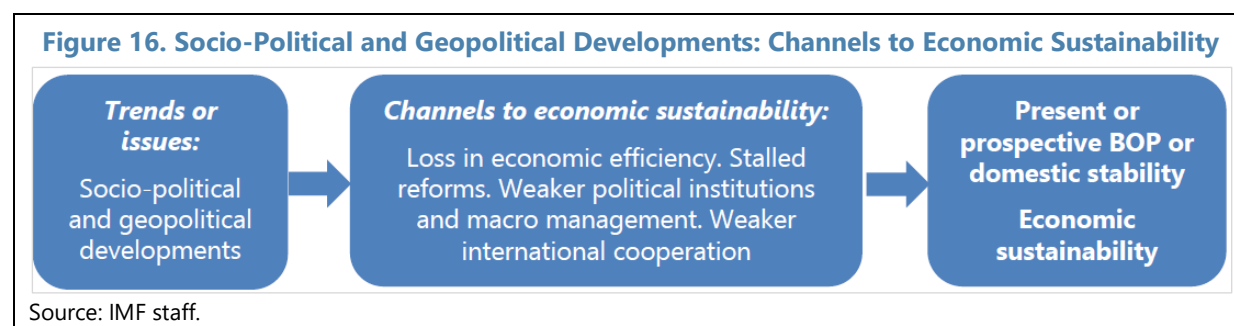 Figure 16. Socio-Political and Geopolitical Developments: Channels to Economic Sustainability
Trends or
issues:
Socio-political
and geopolitical
developments
Channels to economic sustainability:
Loss in economic efficiency. Stalled
reforms. Weaker political institutions
and macro management. Weaker
international cooperation
Present or
prospective BOP or
domestic stability
Economic
sustainability
Source: IMF staff.